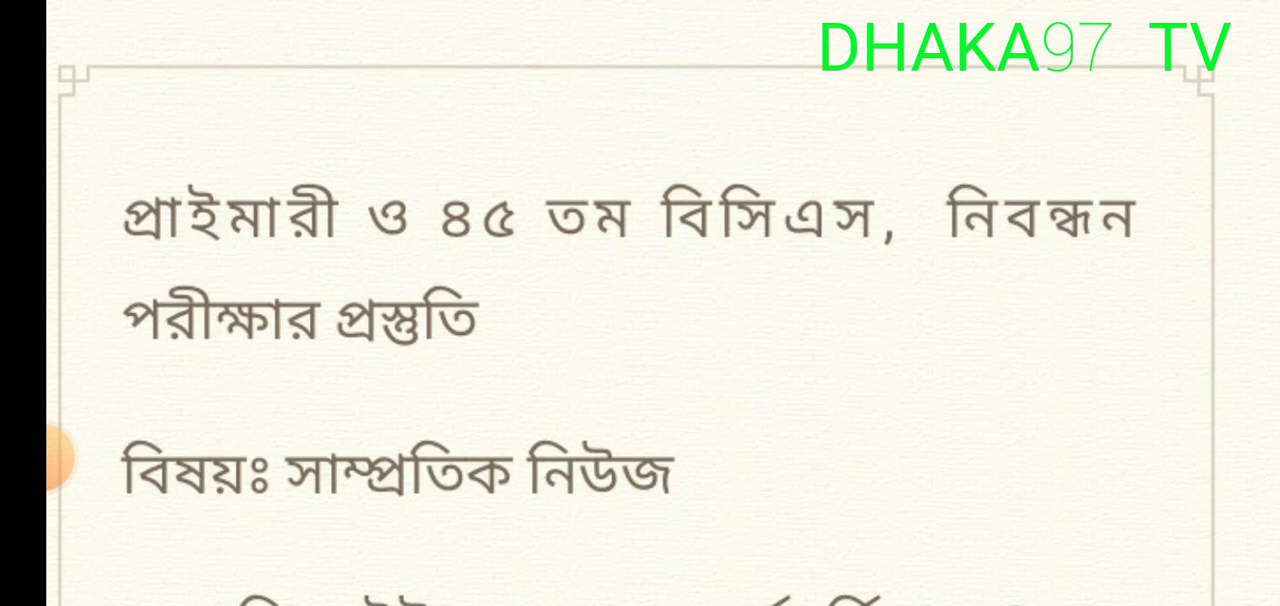 DHAKA97 TV
প্রাইমারী ও ৪৫ তম বিসিএস, নিবন্ধন
পরীক্ষার প্রস্তুতি
বিষয়ঃ সাম্প্রতিক নিউজ